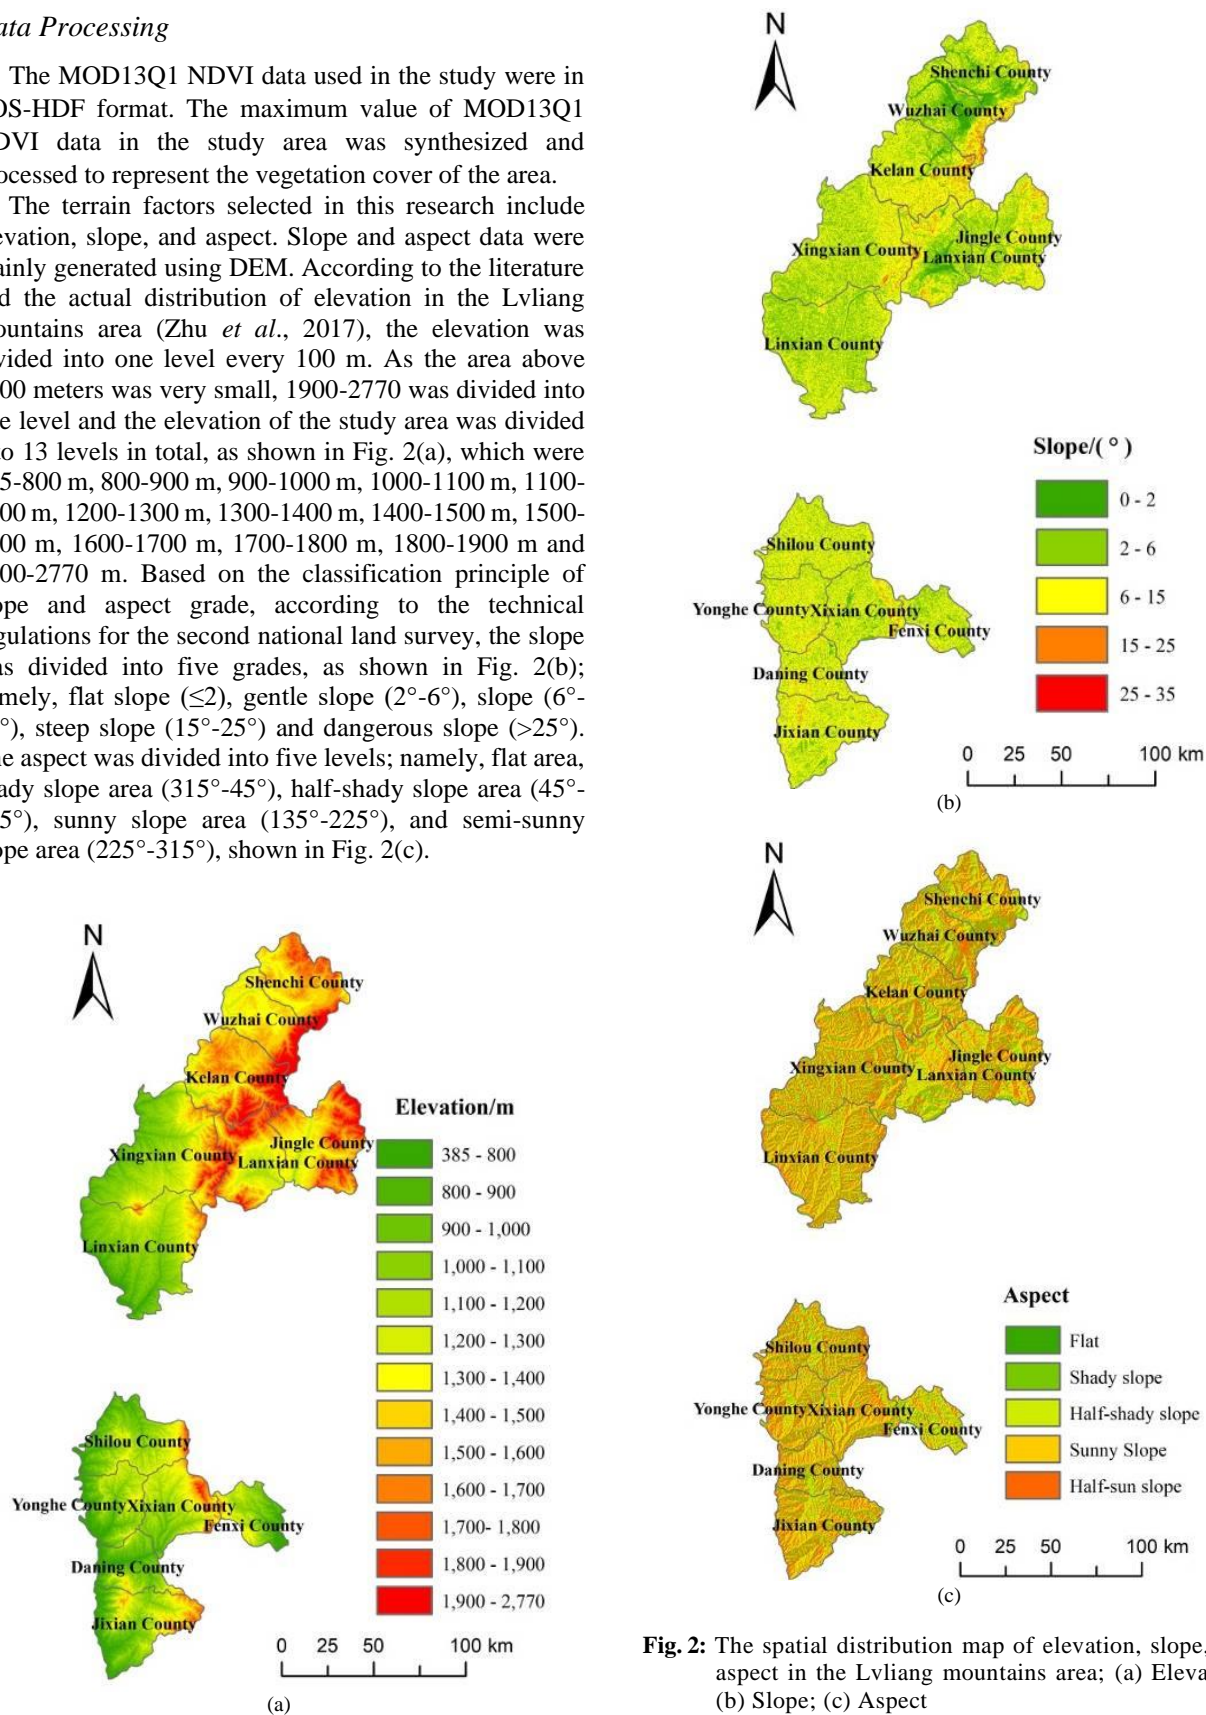 ata Processing
The MOD13Q1 NDVI data used in the study were in
OS-HDF format. The maximum value of MOD13Q1
DVI data in the study area was synthesized and
ocessed to represent the vegetation cover of the area.
The terrain factors selected in this research include
evation, slope, and aspect. Slope and aspect data were
ainly generated using DEM. According to the literature
d the actual distribution of elevation in the Lvliang
ountains area (Zhu et al., 2017), the elevation was
vided into one level every 100 m. As the area above
00 meters was very small, 1900-2770 was divided into
e level and the elevation of the study area was divided
to 13 levels in total, as shown in Fig. 2(a), which were
5-800 m, 800-900 m, 900-1000 m, 1000-1100 m, 1100-
00 m, 1200-1300 m, 1300-1400 m, 1400-1500 m, 1500-
00 m, 1600-1700 m, 1700-1800 m, 1800-1900 m and
00-2770 m. Based on the classification principle of
ope and aspect grade, according to the technical
gulations for the second national land survey, the slope
as divided into five grades, as shown in Fig. 2(b);
mely, flat slope (≤2), gentle slope (2°-6°), slope (6°-
°), steep slope (15°-25°) and dangerous slope (>25°).
he aspect was divided into five levels; namely, flat area,
ady slope area (315°-45°), half-shady slope area (45°-
5°), sunny slope area (135°-225°), and semi-sunny
ope area (225°-315°), shown in Fig. 2(c).
N
Shenchi County
Wuzhai County
Kelan County
Elevation/m
Jingle County
Xingxian County
Lanxian County
Linxian County
385 - 800
800 - 900
900 - 1,000
1,000 - 1,100
1,100 - 1,200
1,200 - 1,300
1,300 - 1,400
1,400 - 1,500
1,500 - 1,600
1,600 - 1,700
1,700- 1,800
1,800 - 1,900
1,900 - 2,770
Shilou County
Yonghe County
Xixian County
Fenxi County
Daning County
Jixian County
0 25 50 100 km
(a)
N
Shenchi County
Wuzhai County
Kelan County
Jingle County
Xingxian County
Lanxian County
Linxian County
Slope/( ° )
0 - 2
2 - 6
6 - 15
15 - 25
25 - 35
Shilou County
Yonghe County
Xixian County
Fenxi County
Daning County
Jixian County
0 25 50 100 km
(b)
N
Shenchi County
Wuzhai County
Kelan County
Jingle County
Xingxian County
Lanxian County
Linxian County
Aspect
Flat
Shady slope
Half-shady slope
Sunny Slope
Half-sun slope
Shilou County
Yonghe County
Xixian County
Fenxi County
Daning County
Jixian County
0 25 50 100 km
(c)
Fig. 2: The spatial distribution map of elevation, slope,
aspect in the Lvliang mountains area; (a) Eleva
(b) Slope; (c) Aspect